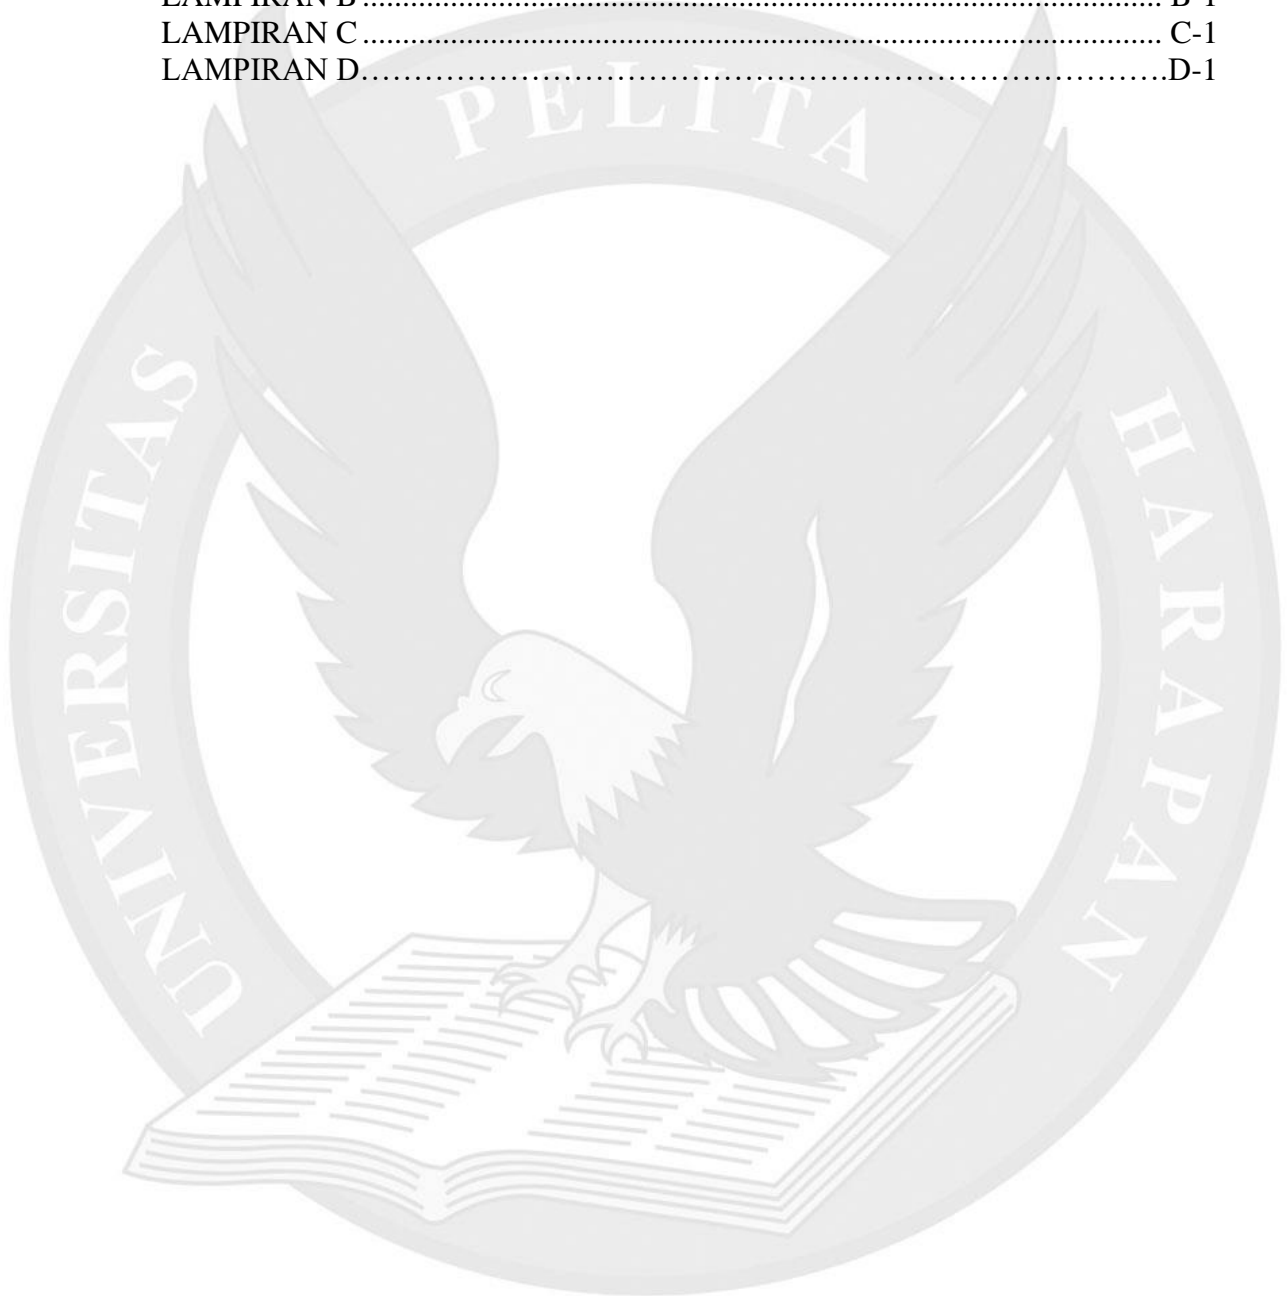 LAMPIRAN B ................................................................................................ B-1
LAMPIRAN C ................................................................................................ C-1
LAMPIRAN D……………………………………………………………………….D-1
UNIVERSITAS PELITA HARAPAN